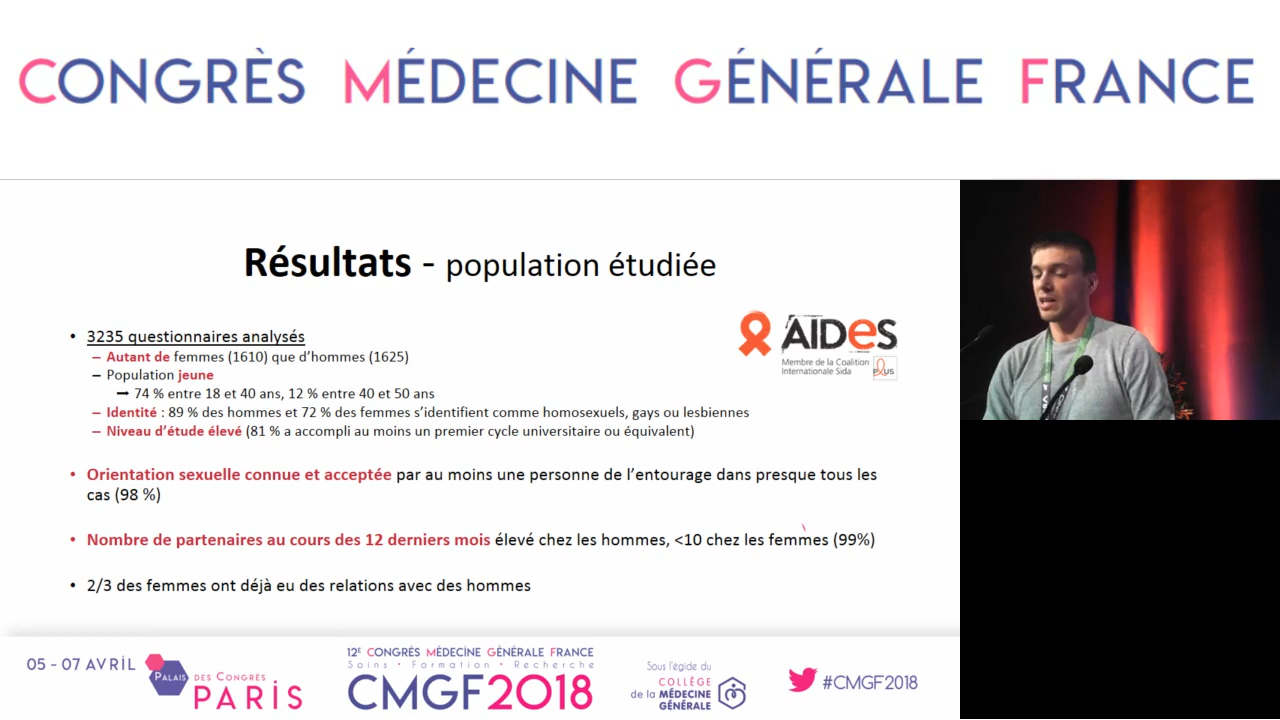 CONGRÈS MÉDECINE GÉNÉRALE FRANCE
Résultats - population étudiée
• 3235 questionnaires analysés
– Autant de femmes (1610) que d'hommes (1625)
– Population jeune
➞ 74 % entre 18 et 40 ans, 12 % entre 40 et 50 ans
– Identité : 89 % des hommes et 72 % des femmes s'identifient comme homosexuels, gays ou lesbiennes
– Niveau d'étude élevé (81 % a accompli au moins un premier cycle universitaire ou équivalent)
AIDES
Membre de la Coalition
Internationale Sida
PLUS
• Orientation sexuelle connue et acceptée par au moins une personne de l'entourage dans presque tous les
cas (98 %)
• Nombre de partenaires au cours des 12 derniers mois élevé chez les hommes, <10 chez les femmes (99%)
• 2/3 des femmes ont déjà eu des relations avec des hommes
05 - 07 AVRIL
PALAIS DES CONGRÈS
PARIS
12E CONGRÈS MÉDECINE GÉNÉRALE FRANCE
Soins • Formation • Recherche
CMGF2018
Sous l'égide du
COLLÈGE
de la MÉDECINE
GÉNÉRALE
#CMGF2018